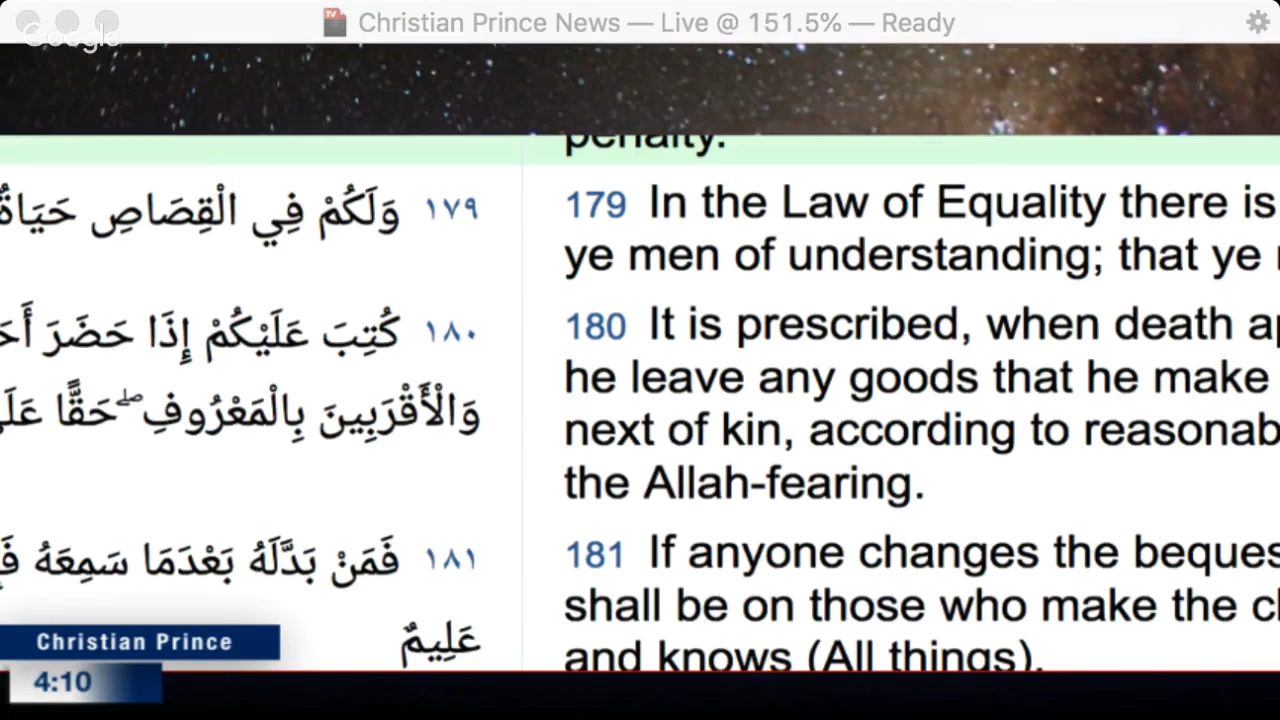 Christian Prince News — Live @ 151.5% — Ready
Google
penalty.
١٧٩ وَلَكُمْ فِي الْقِصَاصِ حَيَاةٌ
179 In the Law of Equality there is
ye men of understanding; that ye
١٨٠ كُتِبَ عَلَيْكُمْ إِذَا حَضَرَ
وَالْأَقْرَبِينَ بِالْمَعْرُوفِ ۖ حَقًّا
180 It is prescribed, when death
he leave any goods that he make
next of kin, according to
the Allah-fearing.
١٨١ فَمَنْ بَدَّلَهُ بَعْدَمَا سَمِعَهُ
عَلِيمٌ
181 If anyone changes the
shall be on those who make the
and knows (All things).
Christian Prince
4:10